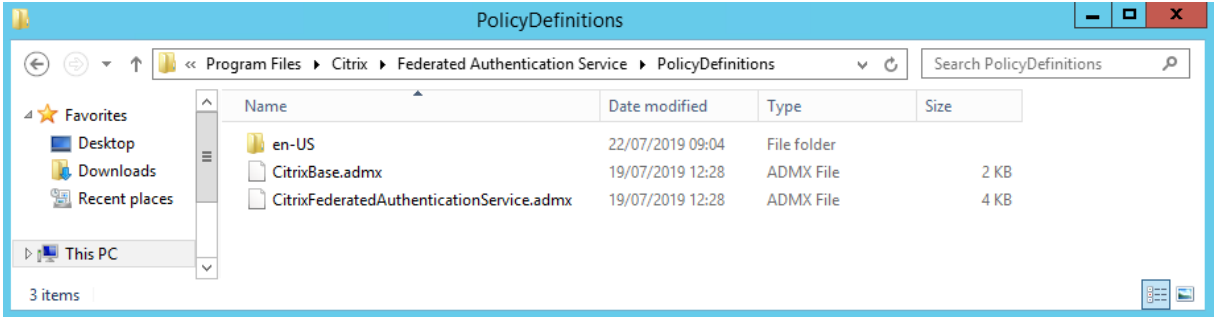 PolicyDefinitions
« Program Files Citrix Federated Authentication Service PolicyDefinitions Search PolicyDefinitions
Name Date modified Type Size
Favorites
Desktop
Downloads
Recent places
This PC
en-US 22/07/2019 09:04 File folder
CitrixBase.admx 19/07/2019 12:28 ADMX File 2 KB
CitrixFederatedAuthenticationService.admx 19/07/2019 12:28 ADMX File 4 KB
3 items